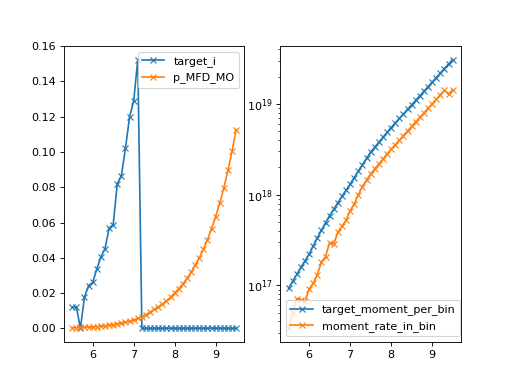 0.16
0.14
0.12
0.10
0.08
0.06
0.04
0.02
0.00
6 7 8 9
target_i
p_MFD_MO
10^19
10^18
10^17
6 7 8 9
target_moment_per_bin
moment_rate_in_bin